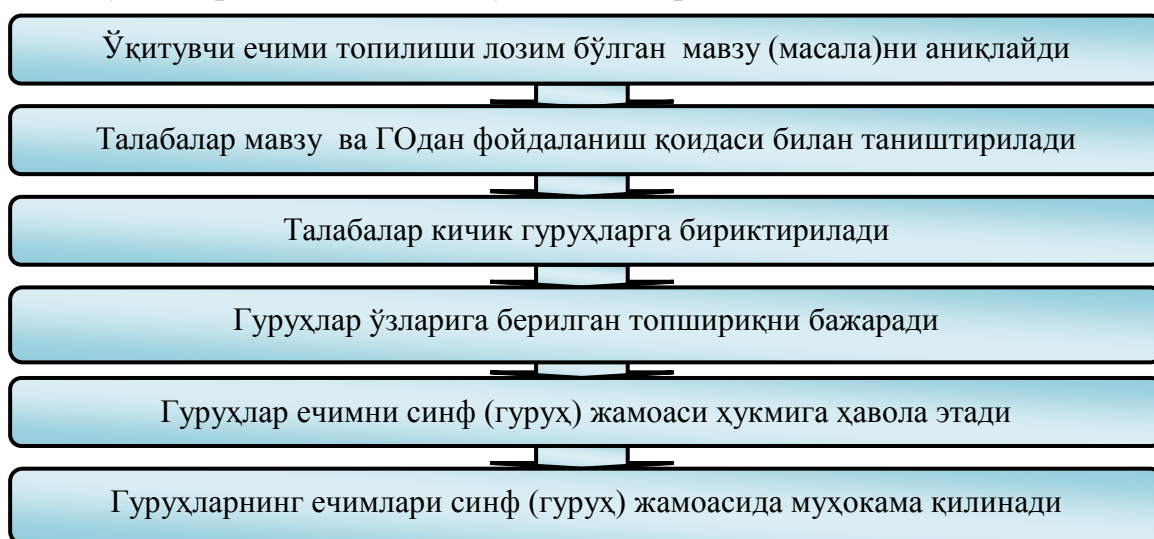 Ўқитувчи ечими топилиши лозим бўлган мавзу (масала)ни аниқлайди
Талабалар мавзу ва ГОдан фойдаланиш қоидаси билан таништирилади
Талабалар кичик гуруҳларга бириктирилади
Гуруҳлар ўзларига берилган топшириқни бажаради
Гуруҳлар ечимни синф (гуруҳ) жамоаси ҳукмига ҳавола этади
Гуруҳларнинг ечимлари синф (гуруҳ) жамоасида муҳокама қилинади